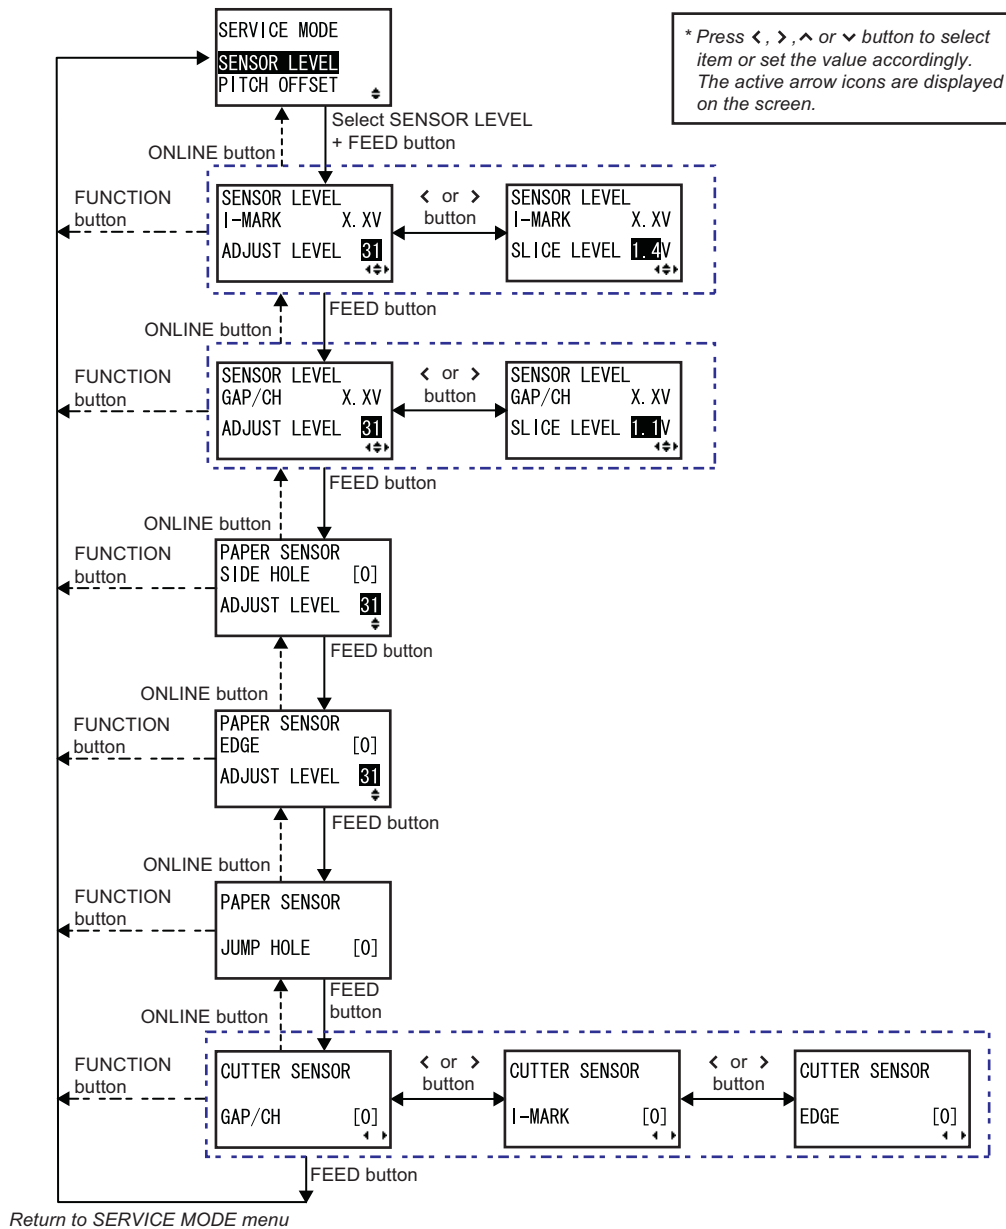 SERVICE MODE
SENSOR LEVEL
PITCH OFFSET
* Press <, >, ∧ or ∨ button to select
item or set the value accordingly.
The active arrow icons are displayed
on the screen.
Select SENSOR LEVEL
+ FEED button
ONLINE button
FUNCTION
button
SENSOR LEVEL
I-MARK X.XV
ADJUST LEVEL 31
< or >
button
SENSOR LEVEL
I-MARK X.XV
SLICE LEVEL 1.4V
FEED button
ONLINE button
FUNCTION
button
SENSOR LEVEL
GAP/CH X.XV
ADJUST LEVEL 31
< or >
button
SENSOR LEVEL
GAP/CH X.XV
SLICE LEVEL 1.1V
FEED button
ONLINE button
FUNCTION
button
PAPER SENSOR
SIDE HOLE [0]
ADJUST LEVEL 31
FEED button
ONLINE button
FUNCTION
button
PAPER SENSOR
EDGE [0]
ADJUST LEVEL 31
FEED button
ONLINE button
FUNCTION
button
PAPER SENSOR
JUMP HOLE [0]
FEED
button
ONLINE button
FUNCTION
button
CUTTER SENSOR
GAP/CH [0]
< or >
button
CUTTER SENSOR
I-MARK [0]
< or >
button
CUTTER SENSOR
EDGE [0]
FEED button
Return to SERVICE MODE menu